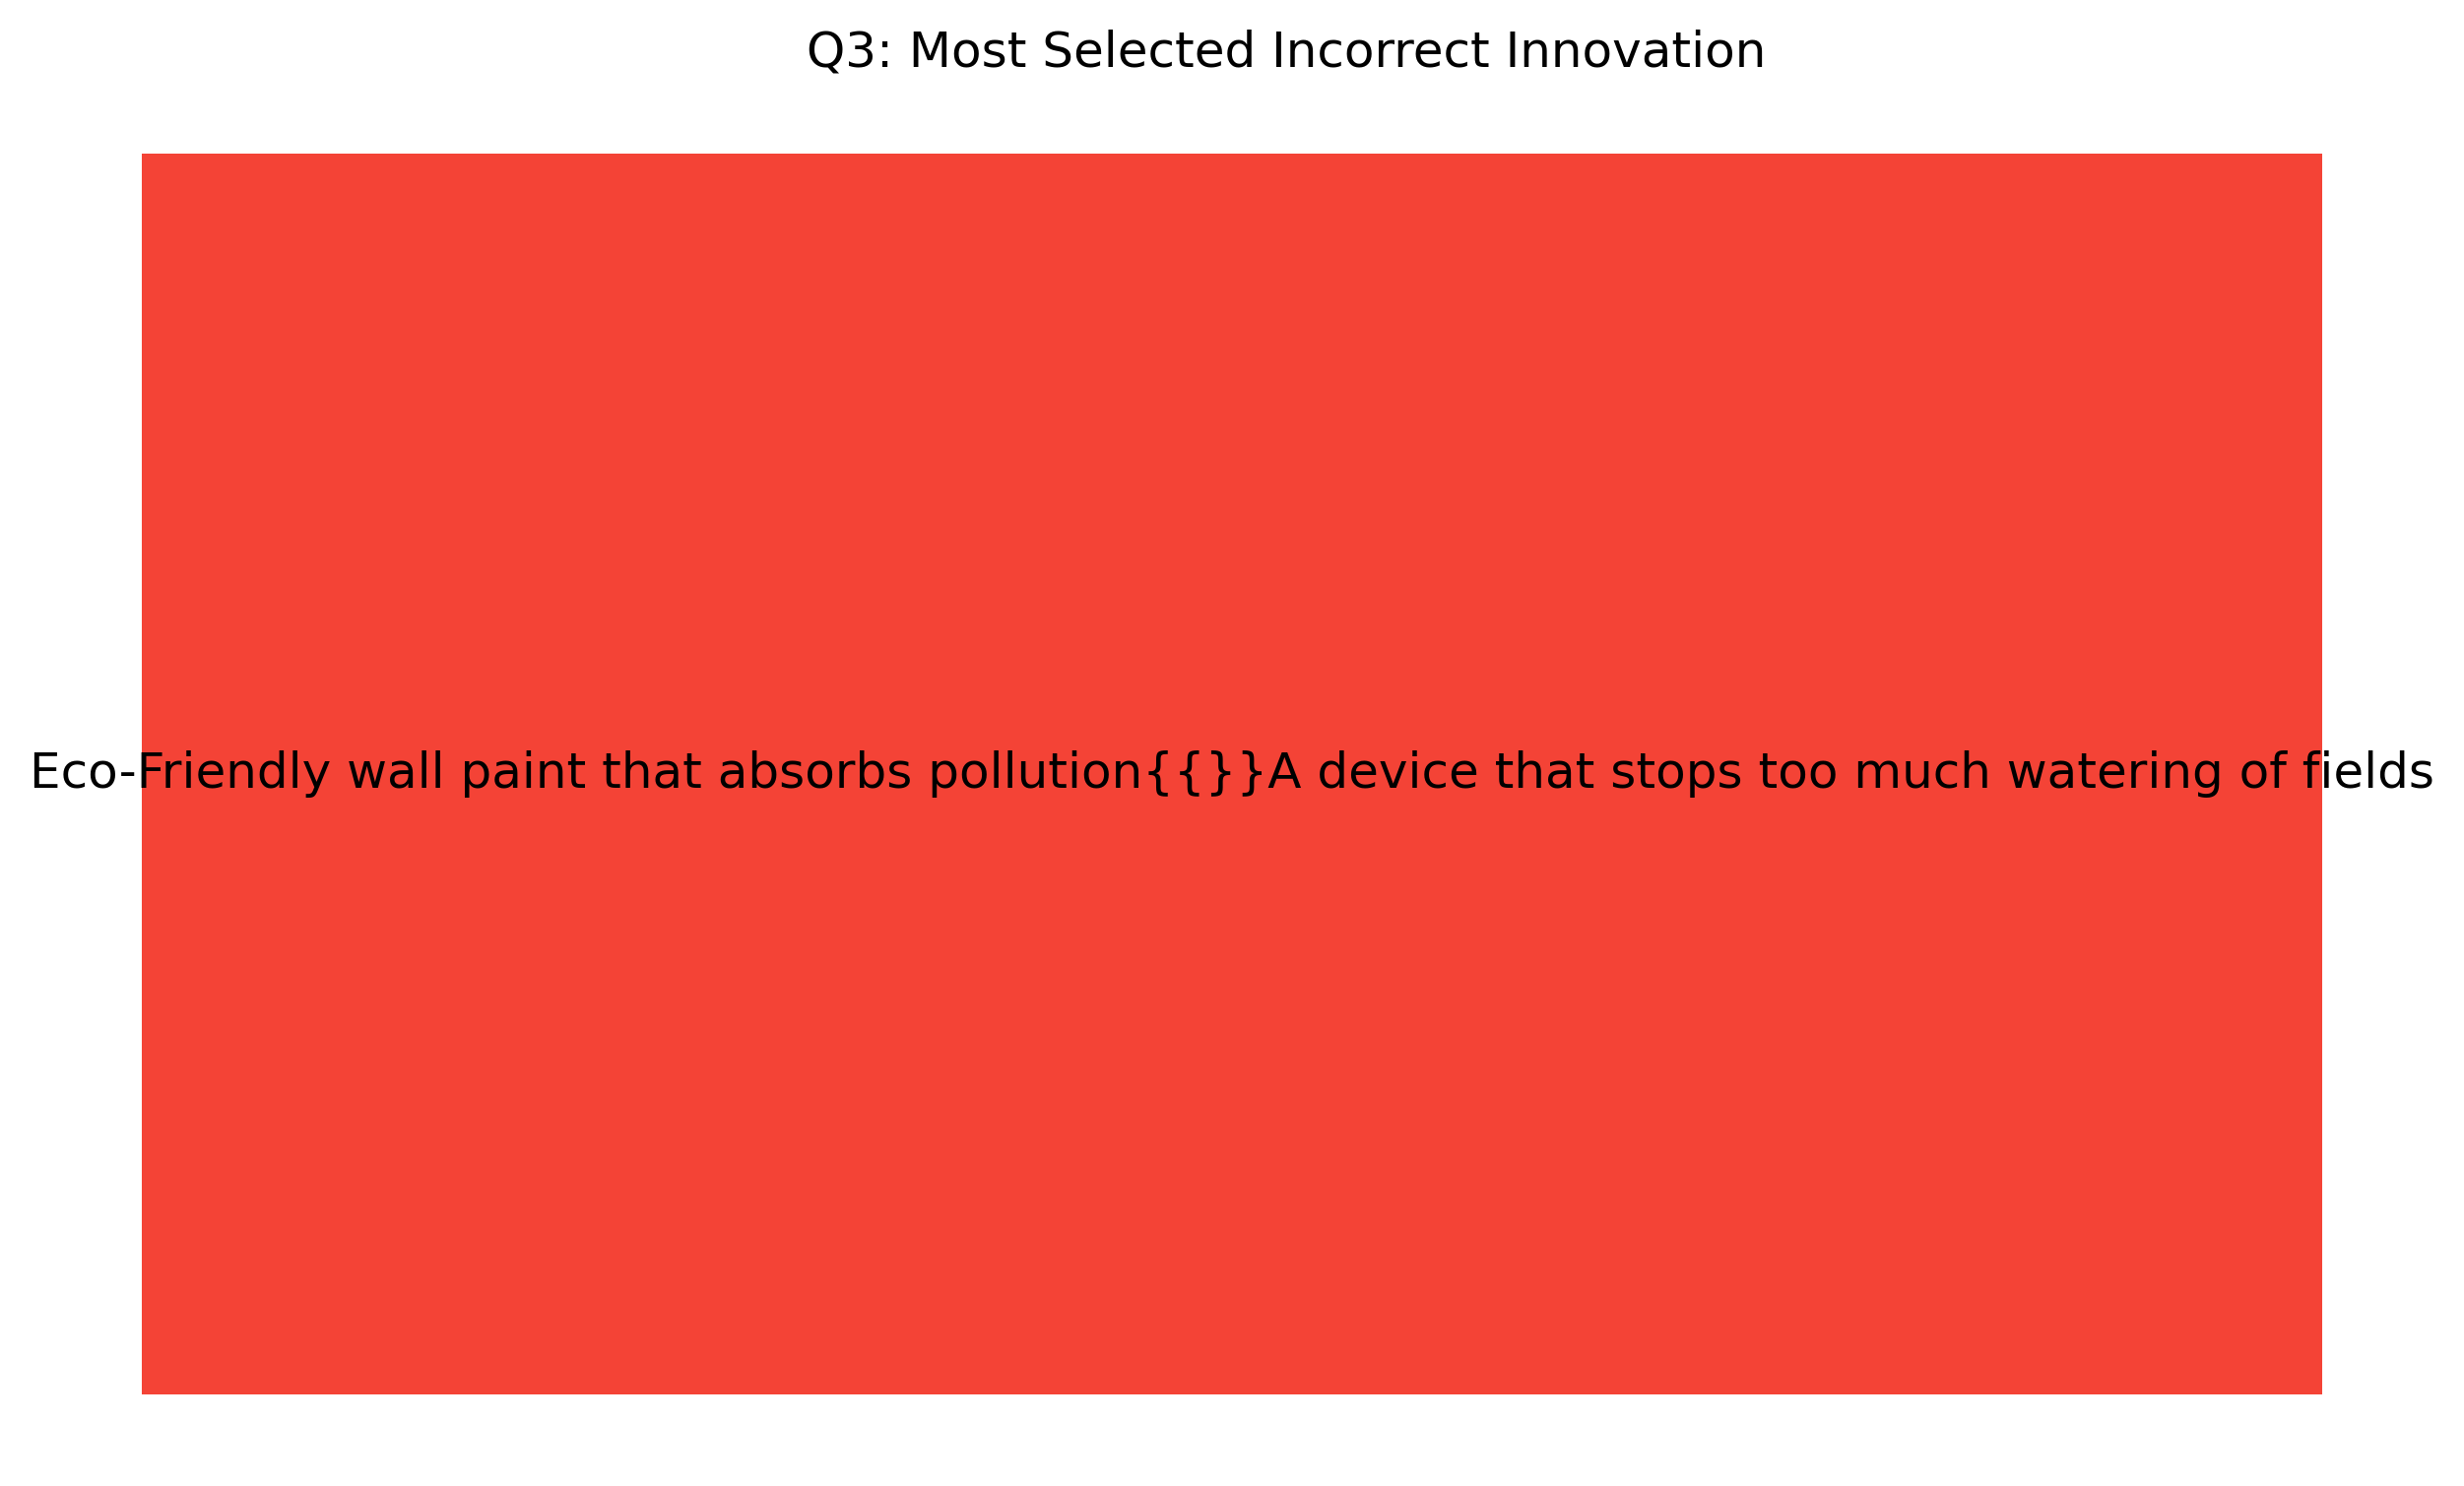 Q3: Most Selected Incorrect Innovation
Eco-Friendly wall paint that absorbs pollution{{}}A device that stops too much watering of fields